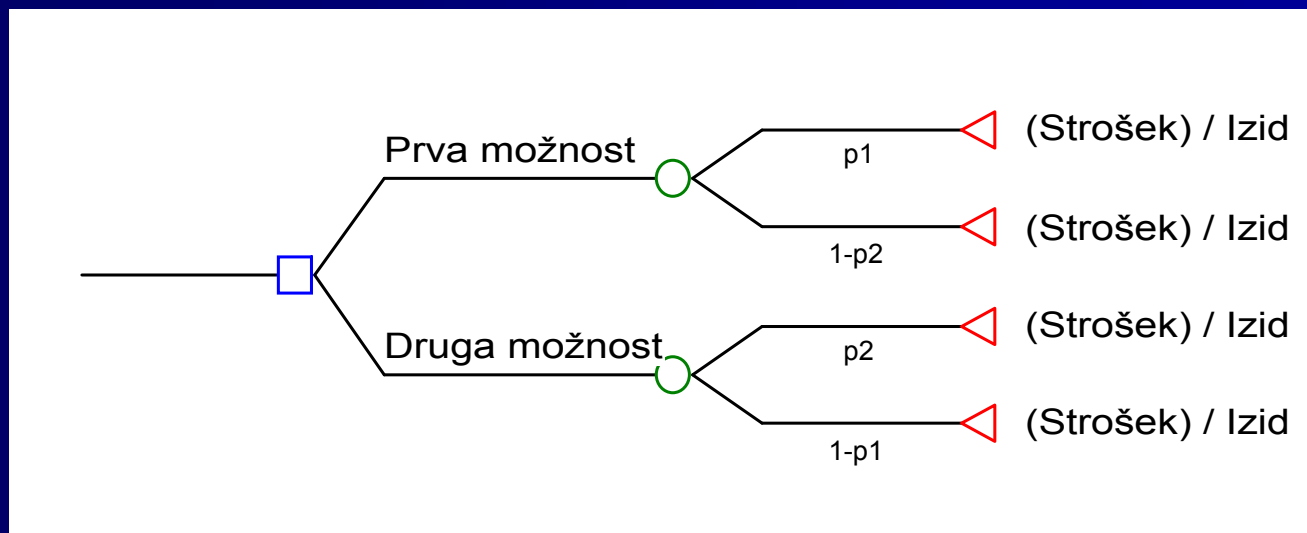 (Strošek) / Izid
Prva možnost
p1
(Strošek) / Izid
1-p2
(Strošek) / Izid
Druga možnost
p2
(Strošek) / Izid
1-p1